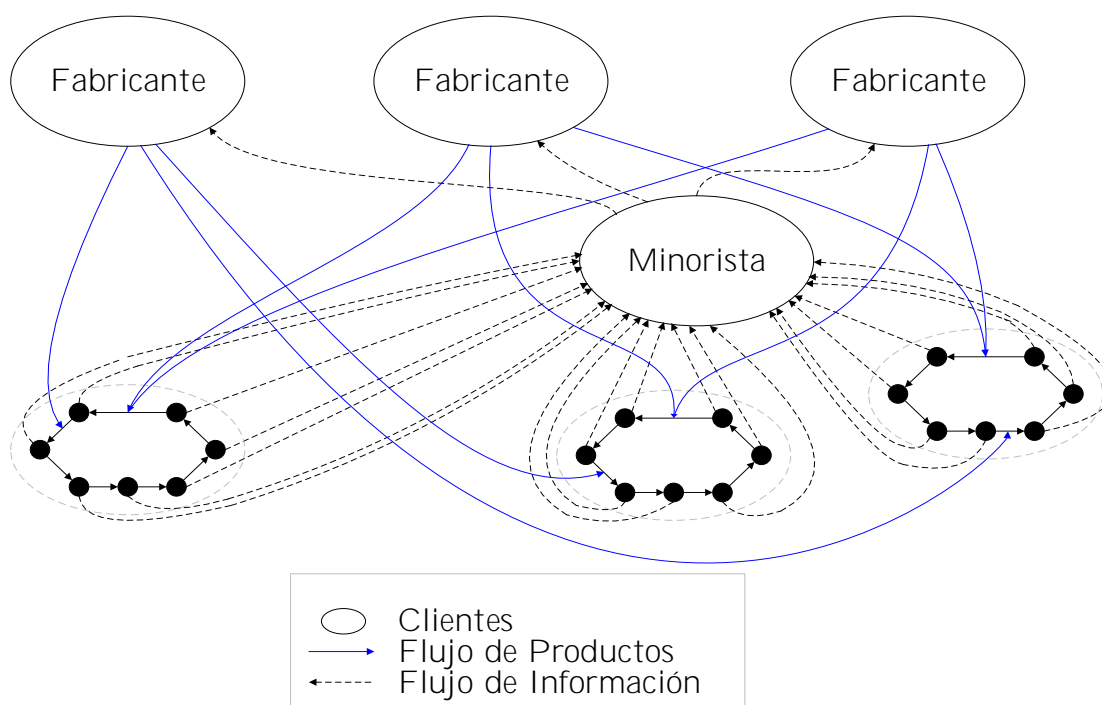 Fabricante
Fabricante
Fabricante
Minorista
Clientes
Flujo de Productos
Flujo de Información